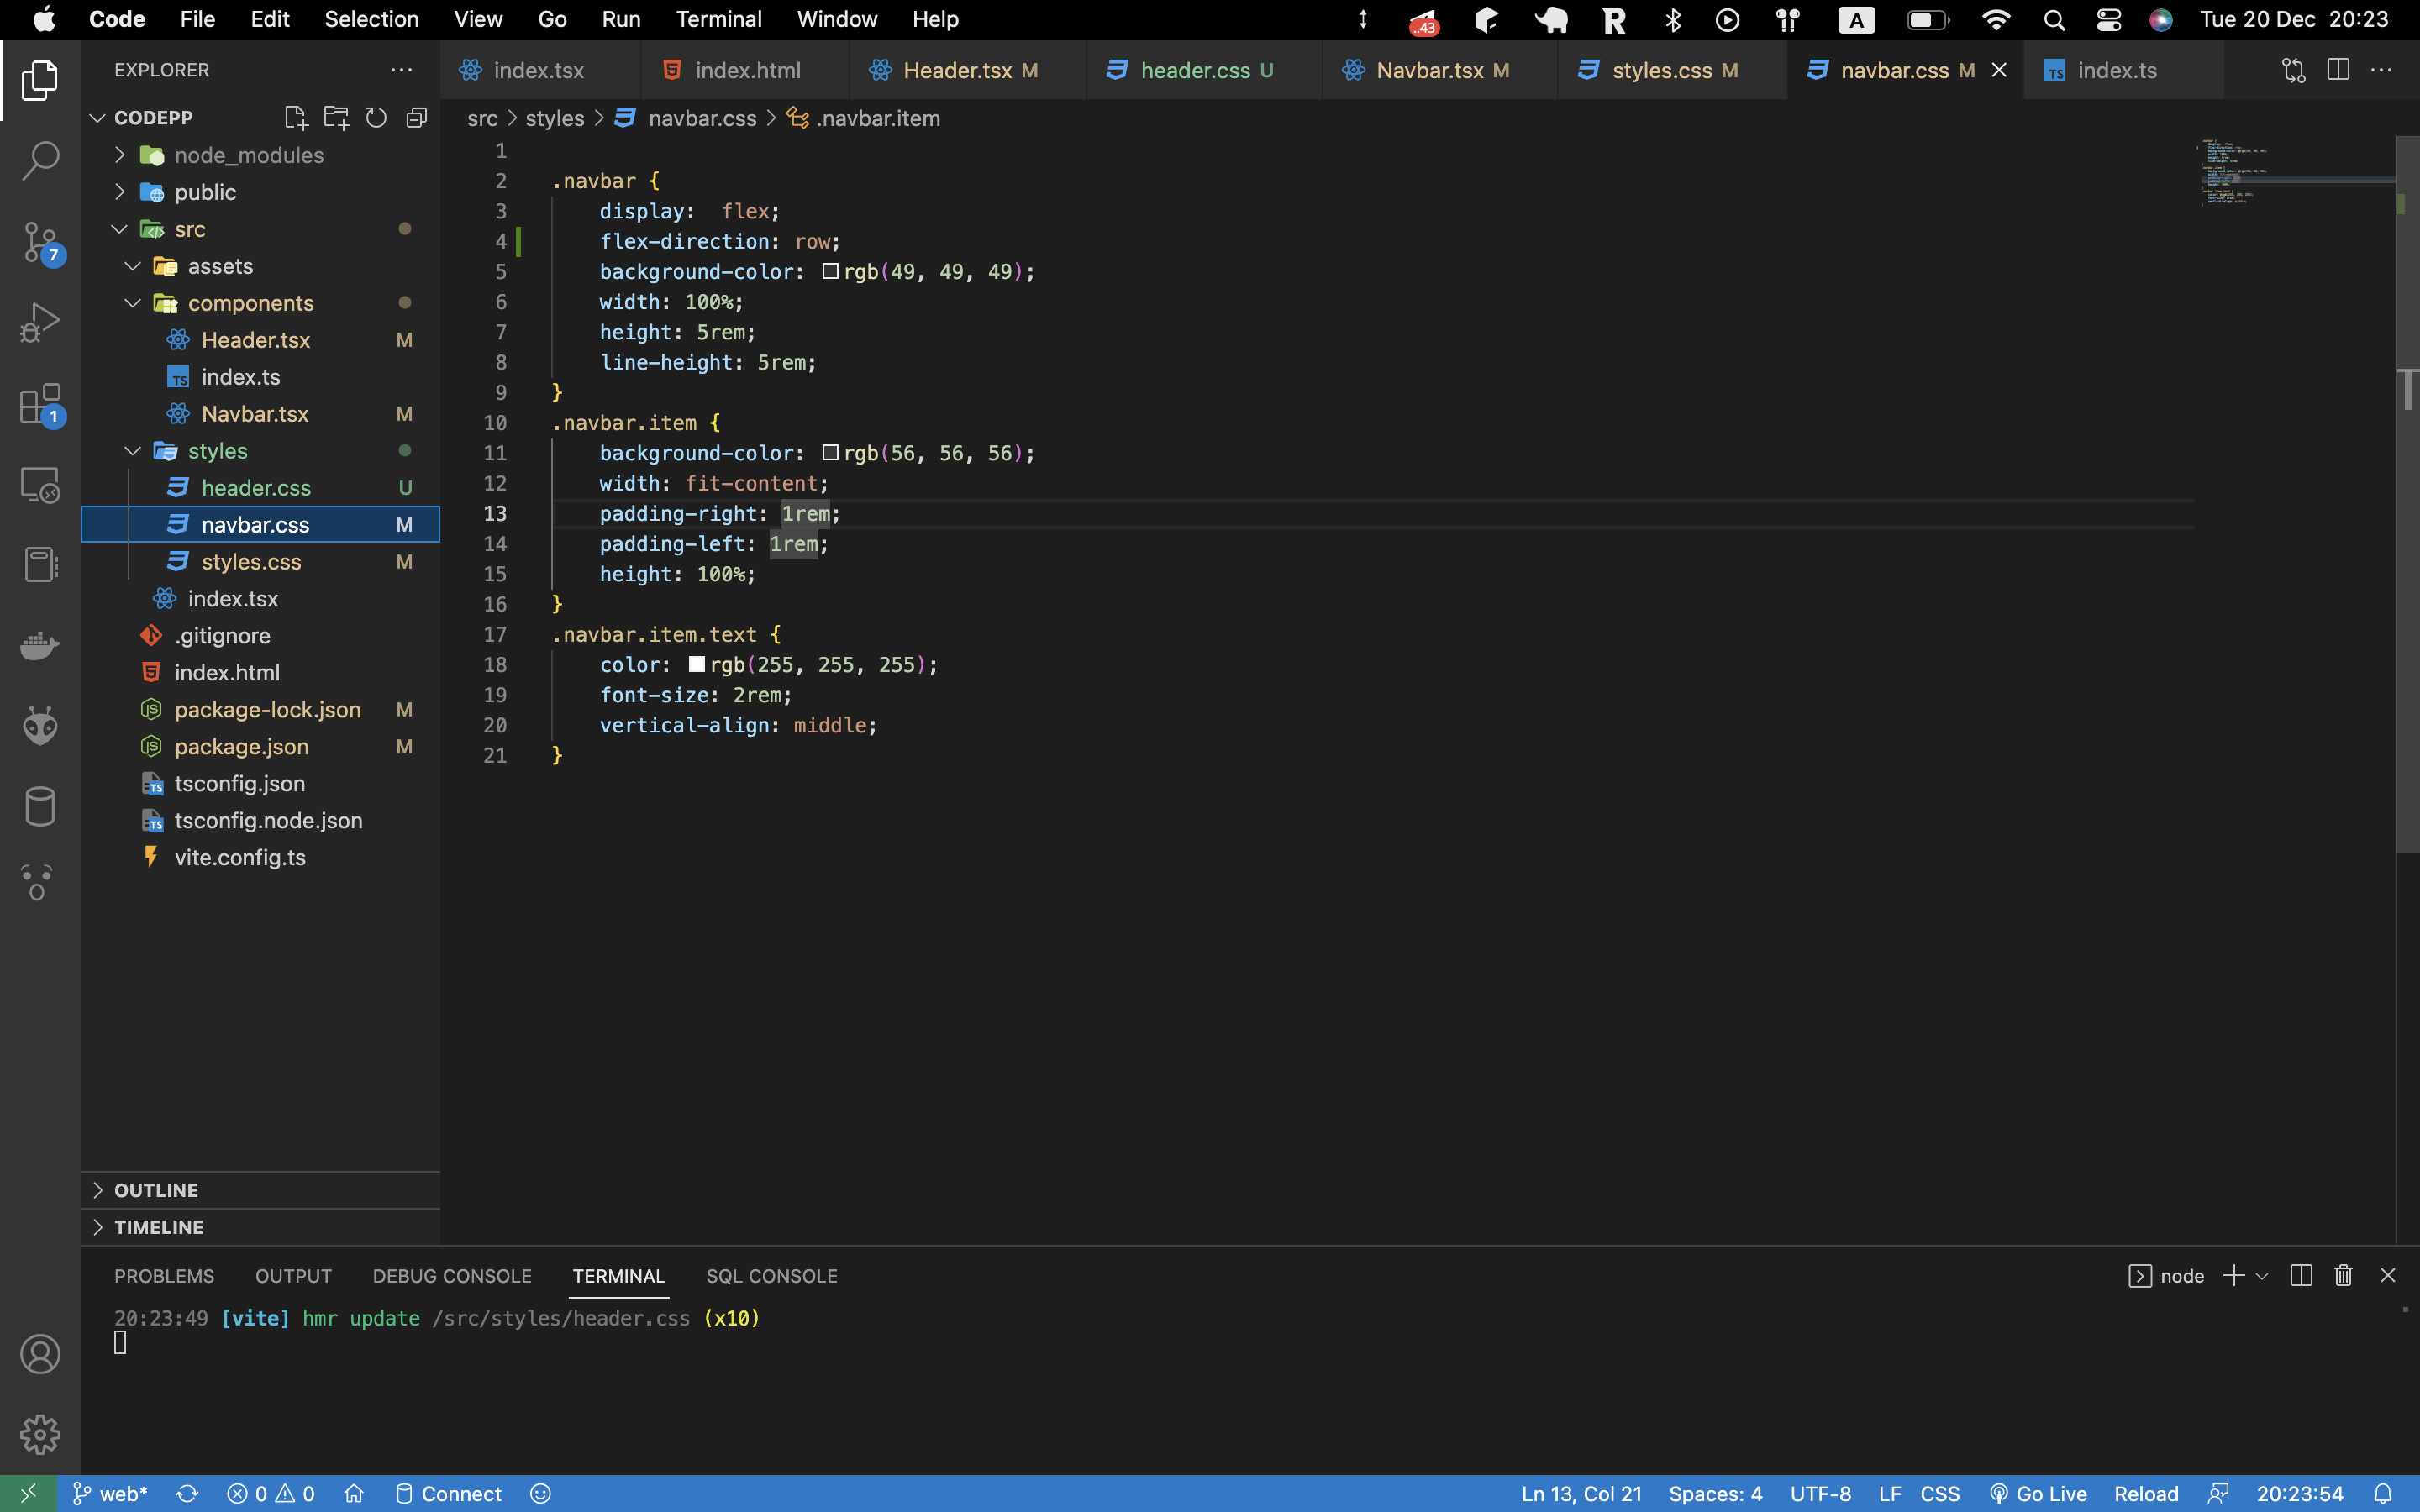 Code File Edit Selection View Go Run Terminal Window Help ..43 A Tue 20 Dec 20:23
EXPLORER
index.tsx index.html Header.tsx M header.css U Navbar.tsx M styles.css M navbar.css M index.ts
CODEPP
src > styles > navbar.css > .navbar.item
node_modules
public
src
assets
components
Header.tsx M
index.ts
Navbar.tsx M
styles
header.css U
navbar.css M
styles.css M
index.tsx
.gitignore
index.html
package-lock.json M
package.json M
tsconfig.json
tsconfig.node.json
vite.config.ts
7
1
OUTLINE
TIMELINE
1
2 .navbar {
3 display:  flex;
4 flex-direction: row;
5 background-color: rgb(49, 49, 49);
6 width: 100%;
7 height: 5rem;
8 line-height: 5rem;
9 }
10 .navbar.item {
11 background-color: rgb(56, 56, 56);
12 width: fit-content;
13 padding-right: 1rem;
14 padding-left: 1rem;
15 height: 100%;
16 }
17 .navbar.item.text {
18 color: rgb(255, 255, 255);
19 font-size: 2rem;
20 vertical-align: middle;
21 }
PROBLEMS OUTPUT DEBUG CONSOLE TERMINAL SQL CONSOLE node
20:23:49 [vite] hmr update /src/styles/header.css (x10)
web* 0 0 Connect Ln 13, Col 21 Spaces: 4 UTF-8 LF CSS Go Live Reload 20:23:54